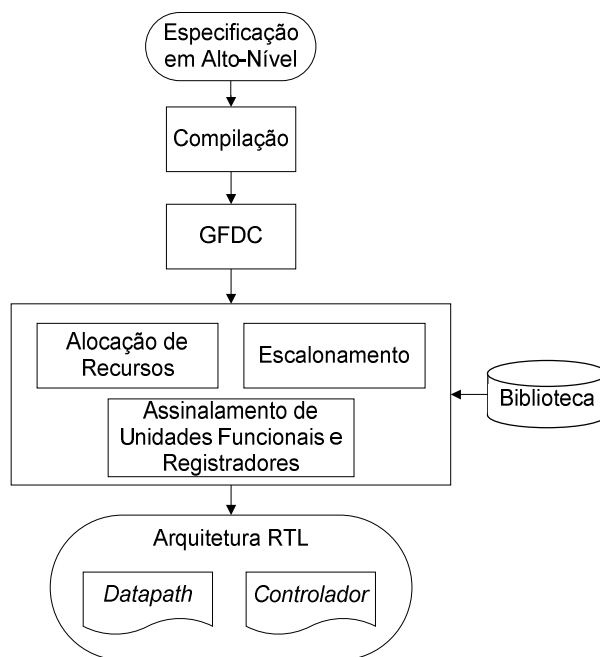 Especificação
em Alto-Nível
Compilação
GFDC
Alocação de
Recursos
Escalonamento
Biblioteca
Assinalamento de
Unidades Funcionais e
Registradores
Arquitetura RTL
Datapath
Controlador